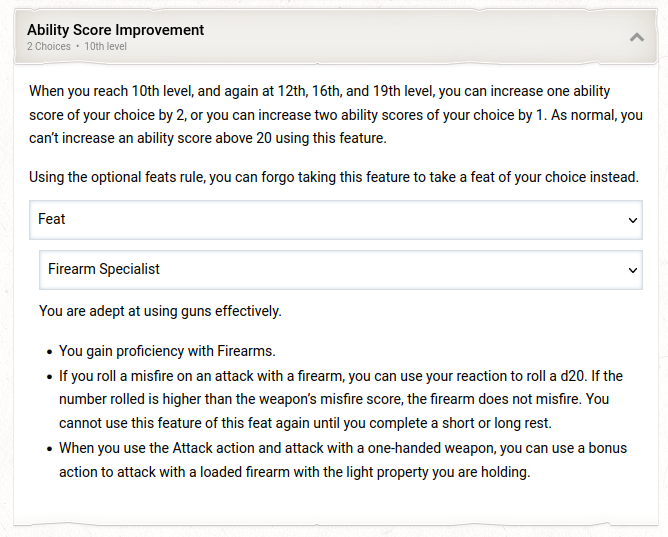 Ability Score Improvement
2 Choices • 10th level
When you reach 10th level, and again at 12th, 16th, and 19th level, you can increase one ability
score of your choice by 2, or you can increase two ability scores of your choice by 1. As normal, you
can’t increase an ability score above 20 using this feature.
Using the optional feats rule, you can forgo taking this feature to take a feat of your choice instead.
Feat
Firearm Specialist
You are adept at using guns effectively.
• You gain proficiency with Firearms.
• If you roll a misfire on an attack with a firearm, you can use your reaction to roll a d20. If the
number rolled is higher than the weapon’s misfire score, the firearm does not misfire. You
cannot use this feature of this feat again until you complete a short or long rest.
• When you use the Attack action and attack with a one-handed weapon, you can use a bonus
action to attack with a loaded firearm with the light property you are holding.